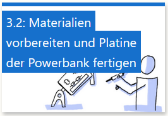 3.2: Materialien
vorbereiten und Platine
der Powerbank fertigen